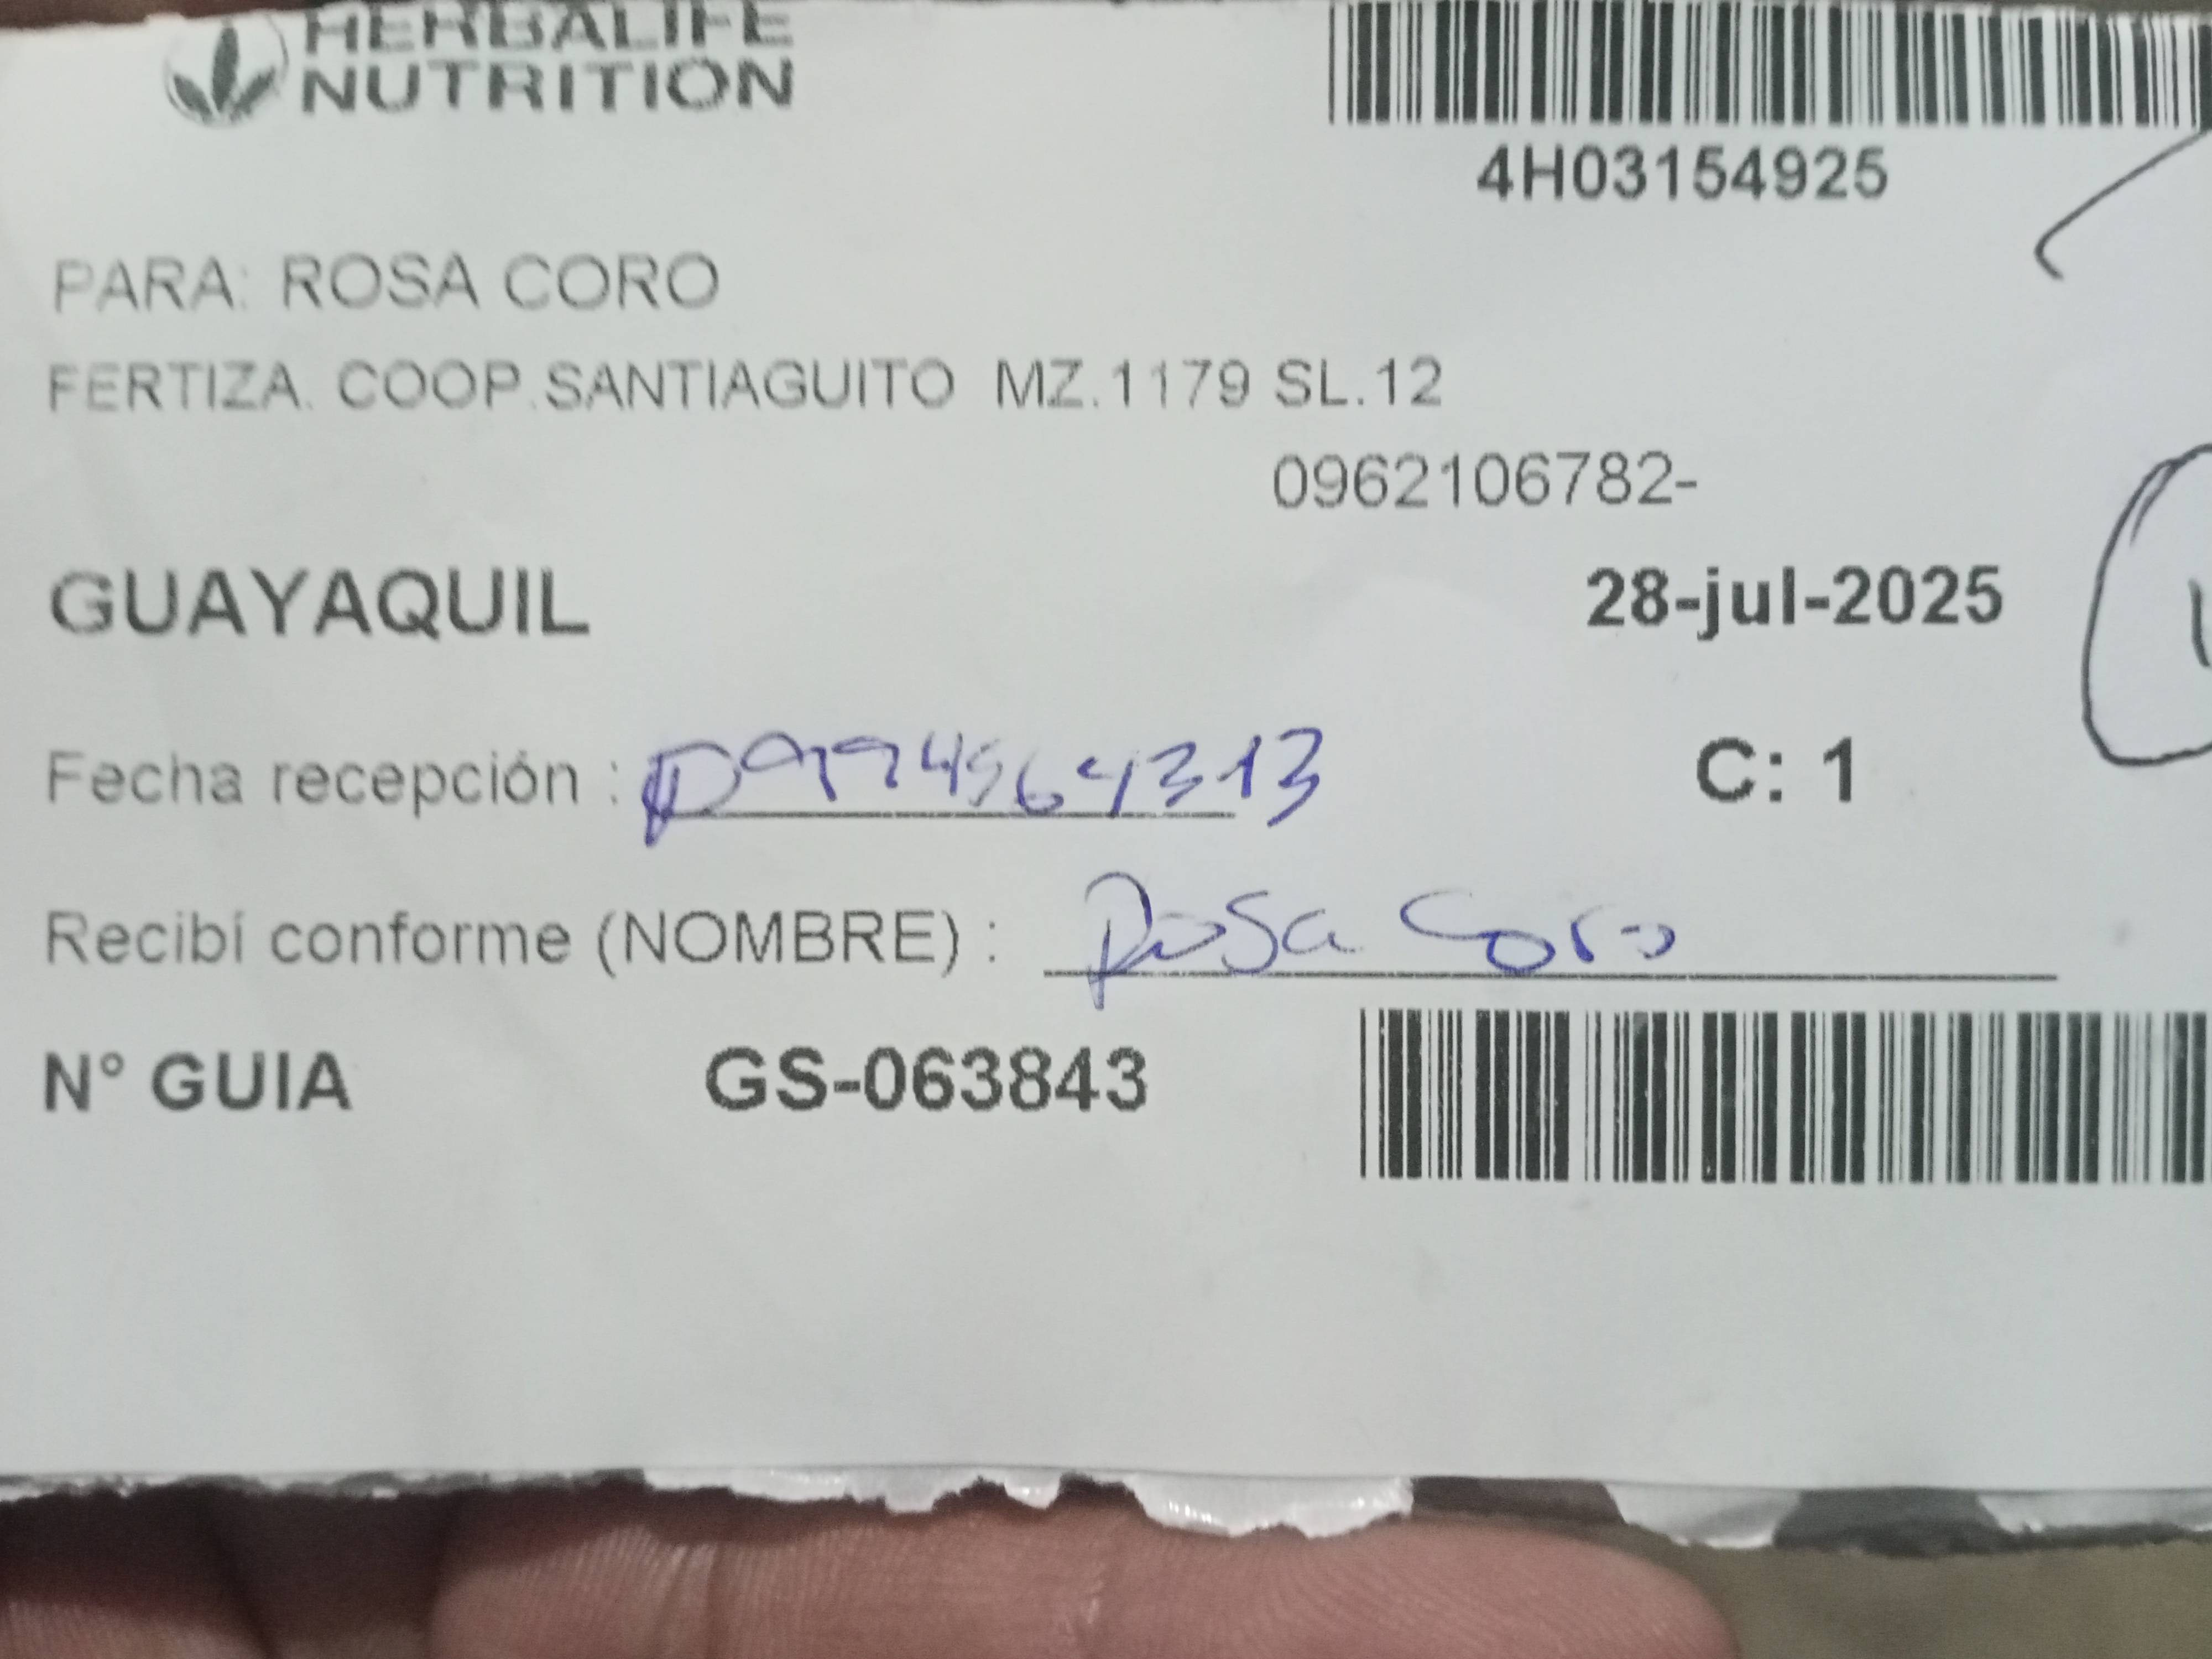 HERBALIFE
NUTRITION
4H03154925
PARA: ROSA CORO
FERTIZA. COOP.SANTIAGUITO MZ.1179 SL.12
0962106782-
GUAYAQUIL 28-jul-2025
Fecha recepción : 0994564313 C: 1
Recibí conforme (NOMBRE) : Rosa Coro
N° GUIA GS-063843